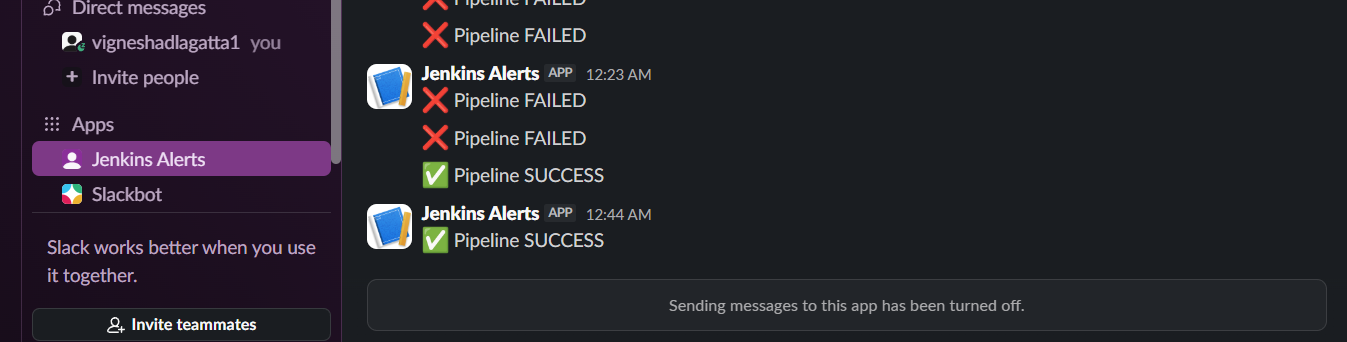 Direct messages
vigneshadlagatta1 you
Invite people
Apps
Jenkins Alerts
Slackbot
Slack works better when you use
it together.
Invite teammates
Pipeline FAILED
Pipeline FAILED
Jenkins Alerts APP 12:23 AM
Pipeline FAILED
Pipeline FAILED
Pipeline SUCCESS
Jenkins Alerts APP 12:44 AM
Pipeline SUCCESS
Sending messages to this app has been turned off.